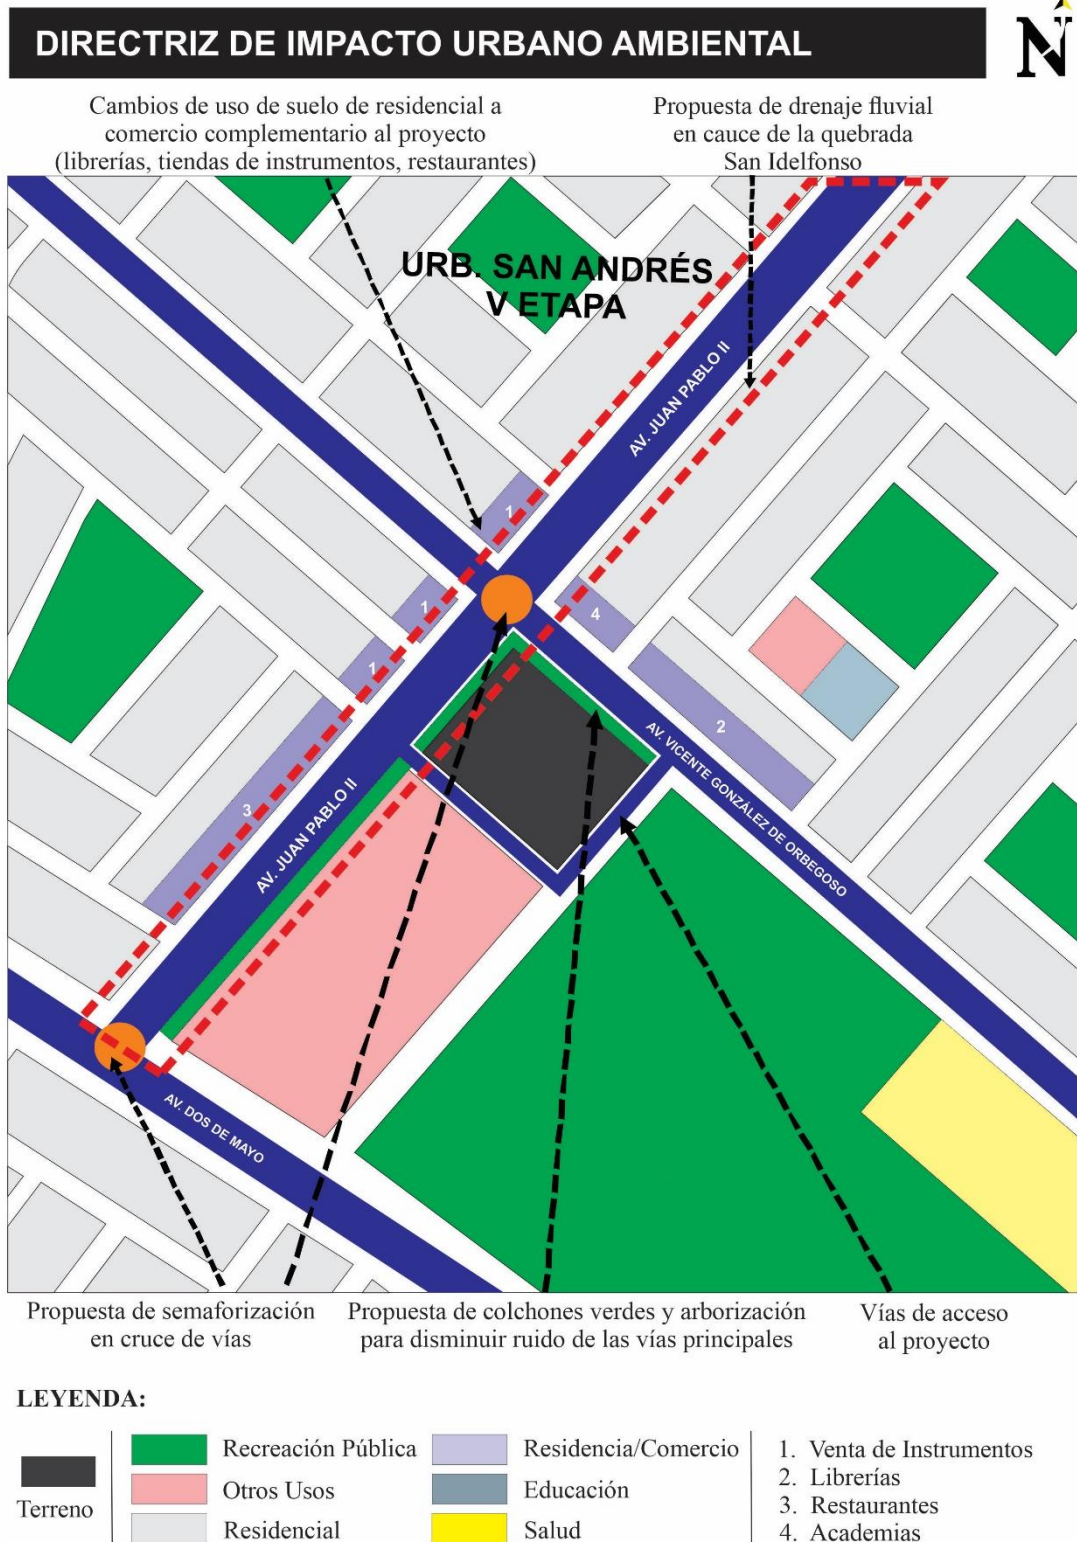 DIRECTRIZ DE IMPACTO URBANO AMBIENTAL
N
Cambios de uso de suelo de residencial a
comercio complementario al proyecto
(librerías, tiendas de instrumentos, restaurantes)
Propuesta de drenaje fluvial
en cauce de la quebrada
San Idelfonso
URB. SAN ANDRÉS
V ETAPA
AV. JUAN PABLO II
1
1
4
1
2
AV. VICENTE GONZÁLEZ DE ORBEGOSO
3
AV. JUAN PABLO II
AV. DOS DE MAYO
Propuesta de semaforización
en cruce de vías
Propuesta de colchones verdes y arborización
para disminuir ruido de las vías principales
Vías de acceso
al proyecto
LEYENDA:
Terreno
Recreación Pública
Otros Usos
Residencial
Residencia/Comercio
Educación
Salud
1. Venta de Instrumentos
2. Librerías
3. Restaurantes
4. Academias